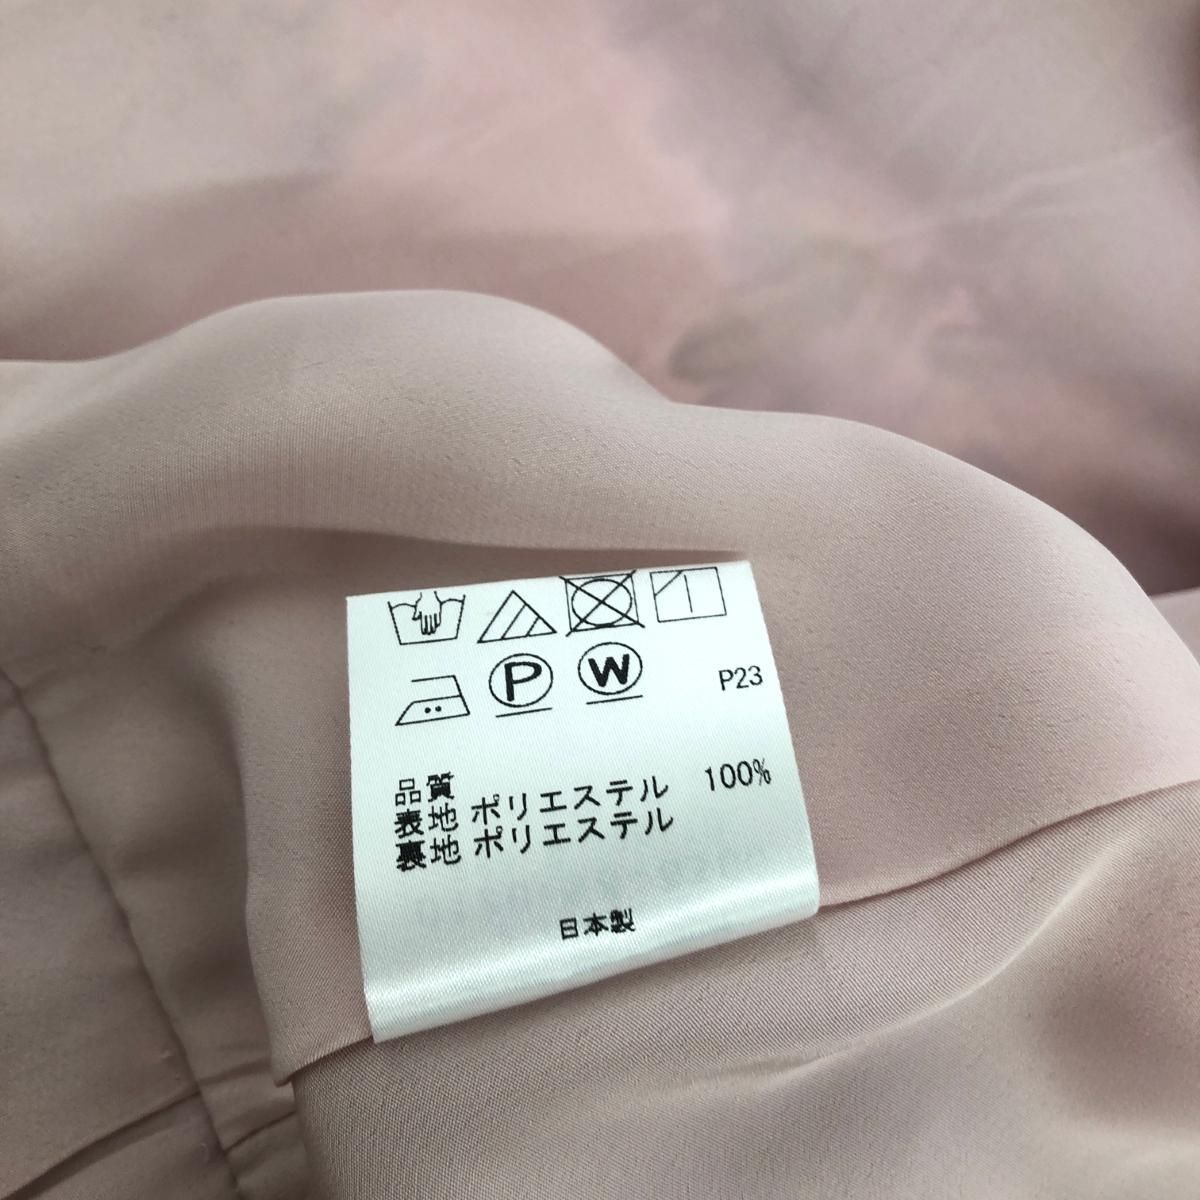 P W P23
品質
表地 ポリエステル 100%
裏地 ポリエステル
日本製